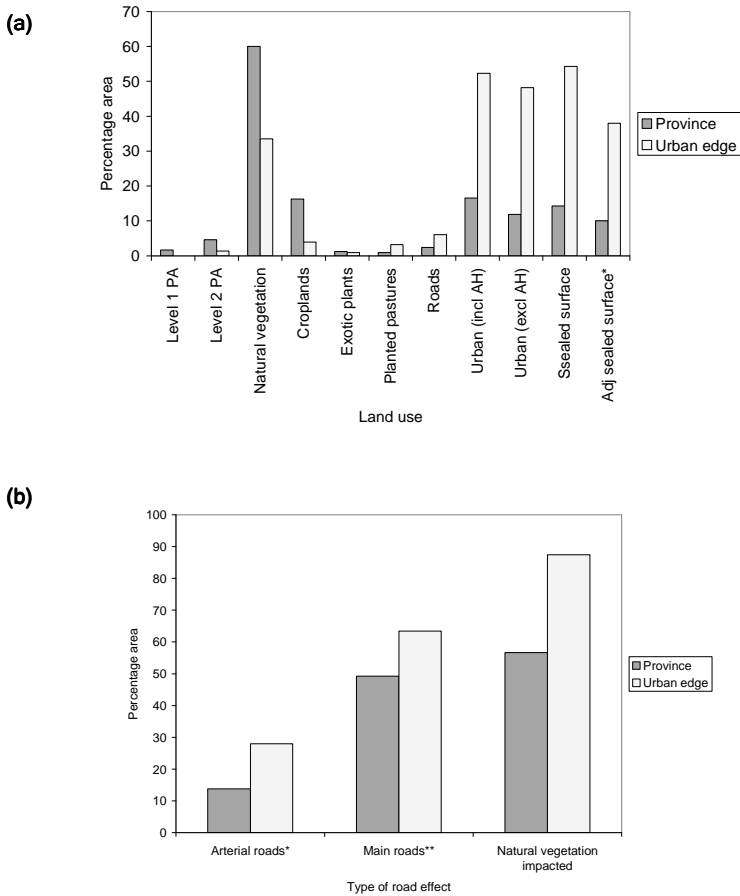 (a)
70
60
50
40
30
20
10
0
Percentage area
Level 1 PA
Level 2 PA
Natural vegetation
Croplands
Exotic plants
Planted pastures
Roads
Urban (incl AH)
Urban (excl AH)
Ssealed surface
Adj sealed surface*
Land use
Province
Urban edge
(b)
100
90
80
70
60
50
40
30
20
10
0
Percentage area
Arterial roads*
Main roads**
Natural vegetation
impacted
Type of road effect
Province
Urban edge